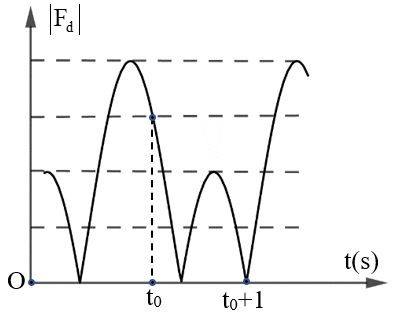 |F_d|
O
t(s)
t₀
t₀+1